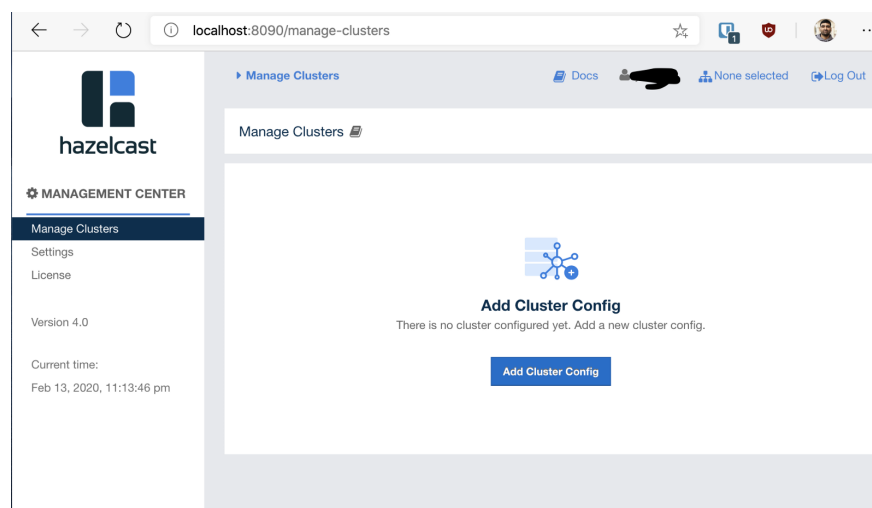 localhost:8090/manage-clusters
1
Manage Clusters
Docs
None selected
Log Out
hazelcast
Manage Clusters
MANAGEMENT CENTER
Manage Clusters
Settings
License
Version 4.0
Current time:
Feb 13, 2020, 11:13:46 pm
Add Cluster Config
There is no cluster configured yet. Add a new cluster config.
Add Cluster Config